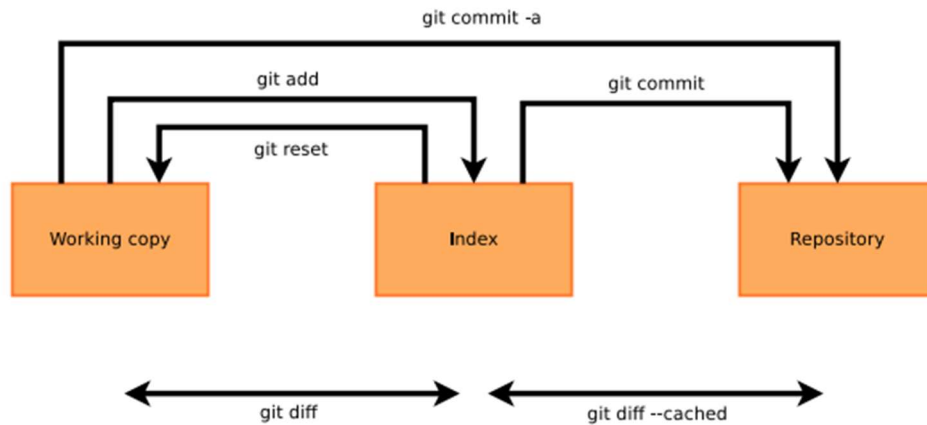 git commit -a
git add
git commit
git reset
Working copy
Index
Repository
git diff
git diff --cached